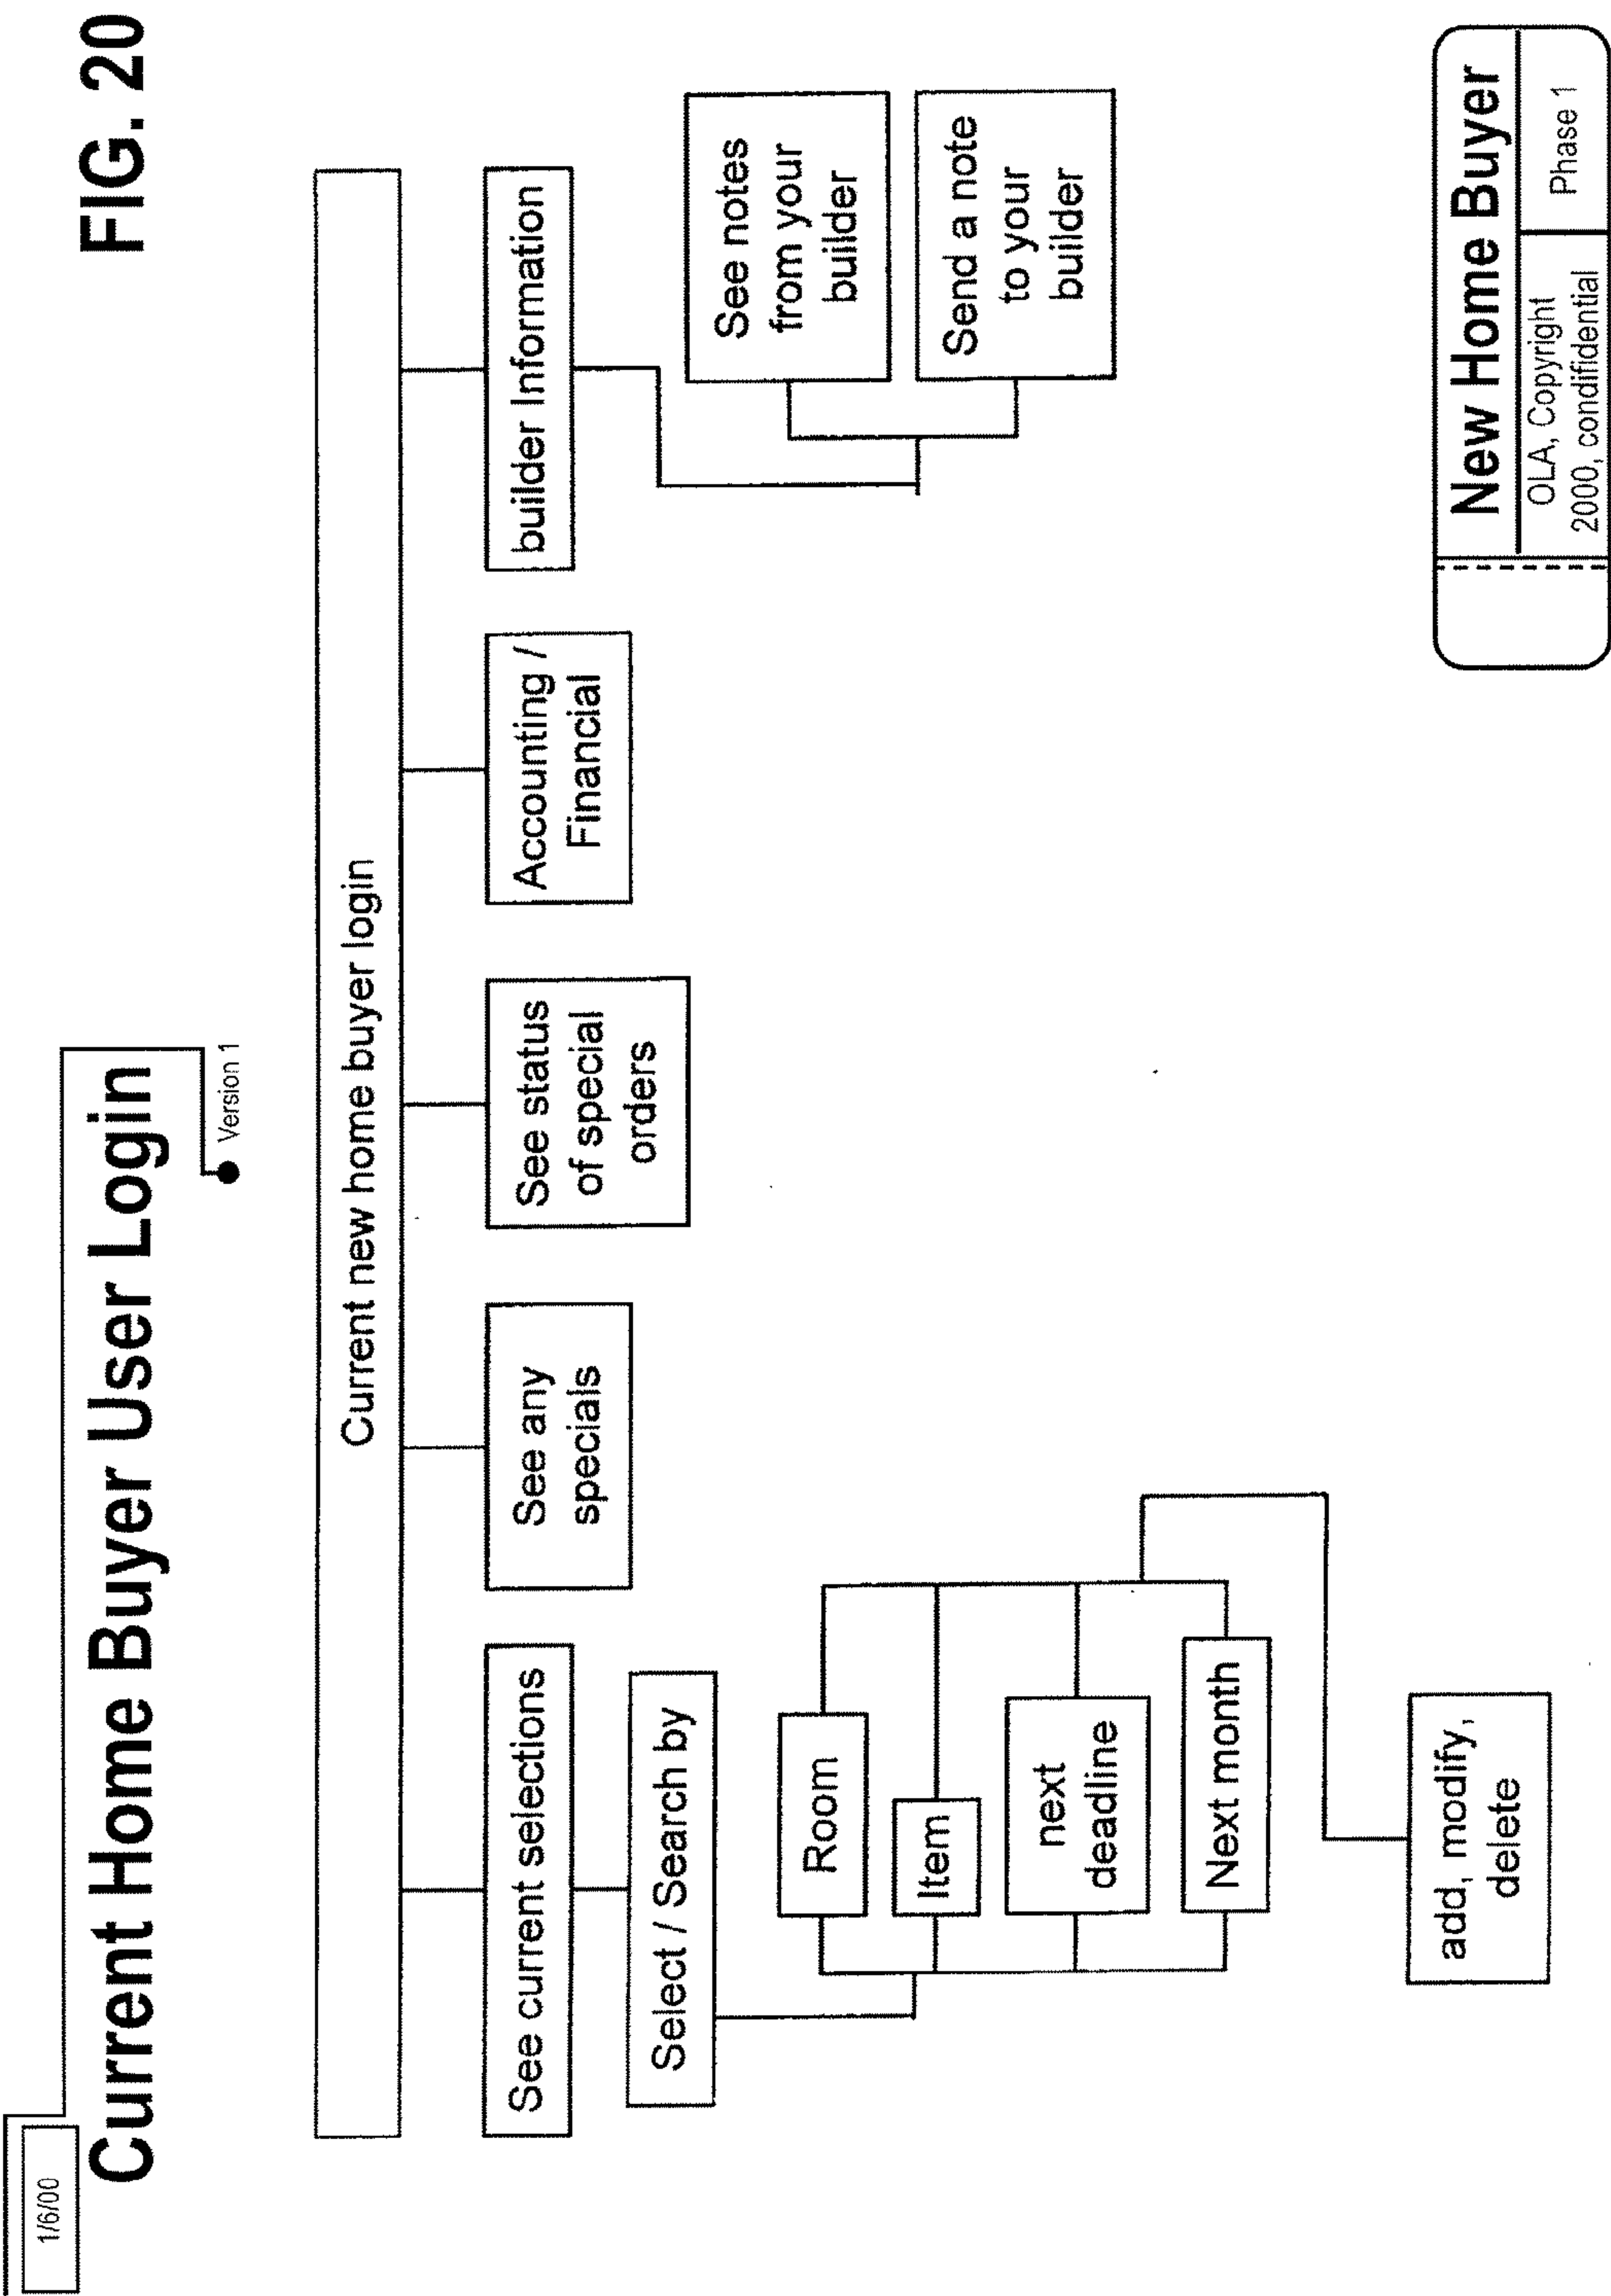 1/6/00
Current Home Buyer User Login
Version 1
FIG. 20
Current new home buyer login
See current selections
Select / Search by
Room
Item
next
deadline
Next month
add, modify,
delete
See any
specials
See status
of special
orders
Accounting /
Financial
builder Information
See notes
from your
builder
Send a note
to your
builder
New Home Buyer
OLA, Copyright
2000, condifidential
Phase 1